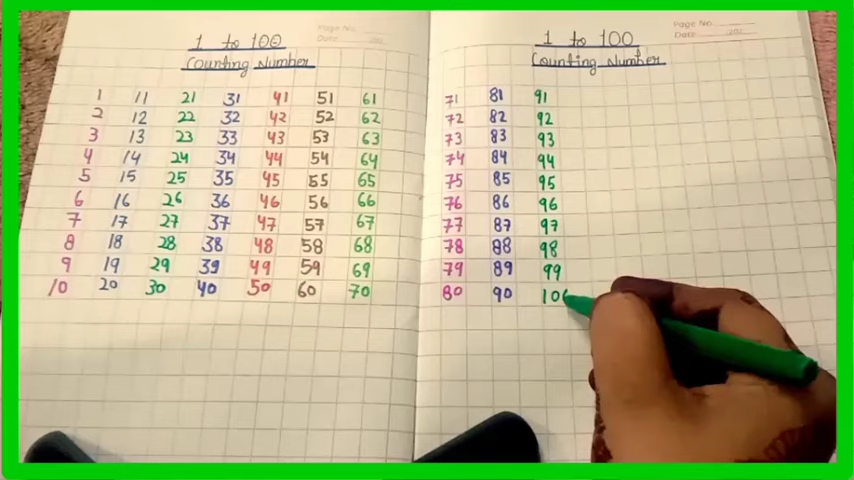 Page No.
Date
1 to 100
Counting Number
1 11 21 31 41 51 61
2 12 22 32 42 52 62
3 13 23 33 43 53 63
4 14 24 34 44 54 64
5 15 25 35 45 55 65
6 16 26 36 46 56 66
7 17 27 37 47 57 67
8 18 28 38 48 58 68
9 19 29 39 49 59 69
10 20 30 40 50 60 70
Page No.
Date
1 to 100
Counting Number
71 81 91
72 82 92
73 83 93
74 84 94
75 85 95
76 86 96
77 87 97
78 88 98
79 89 99
80 90 100